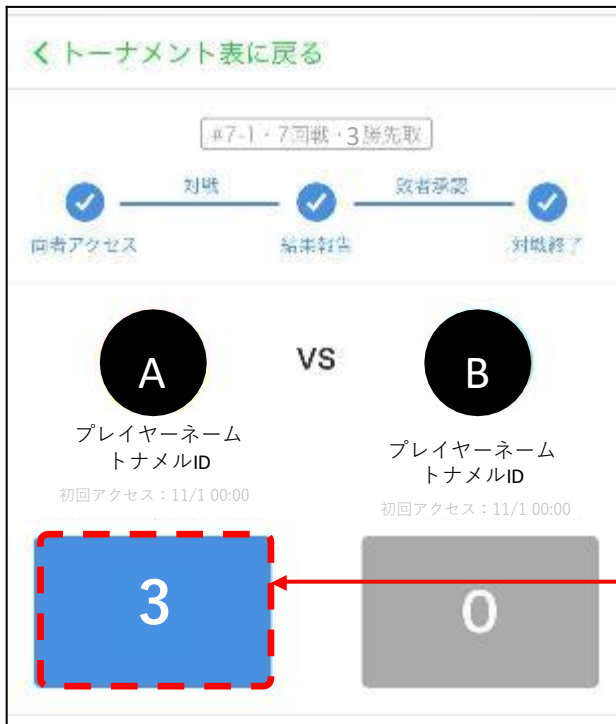 トーナメント表に戻る
#7-1・7回戦・3勝先取
対戦
敗者承認
両者アクセス
結果報告
対戦終了
A
VS
B
プレイヤーネーム
トナメルID
初回アクセス:11/1 00:00
プレイヤーネーム
トナメルID
初回アクセス:11/1 00:00
3
0